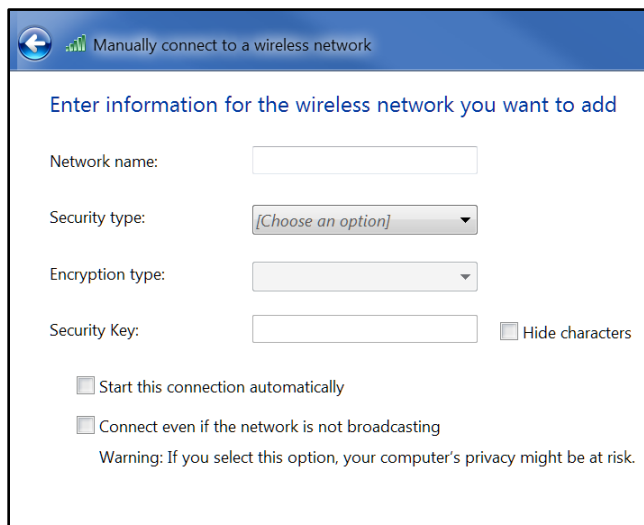 Manually connect to a wireless network
Enter information for the wireless network you want to add
Network name:
Security type: [Choose an option]
Encryption type:
Security Key: Hide characters
Start this connection automatically
Connect even if the network is not broadcasting
Warning: If you select this option, your computer's privacy might be at risk.